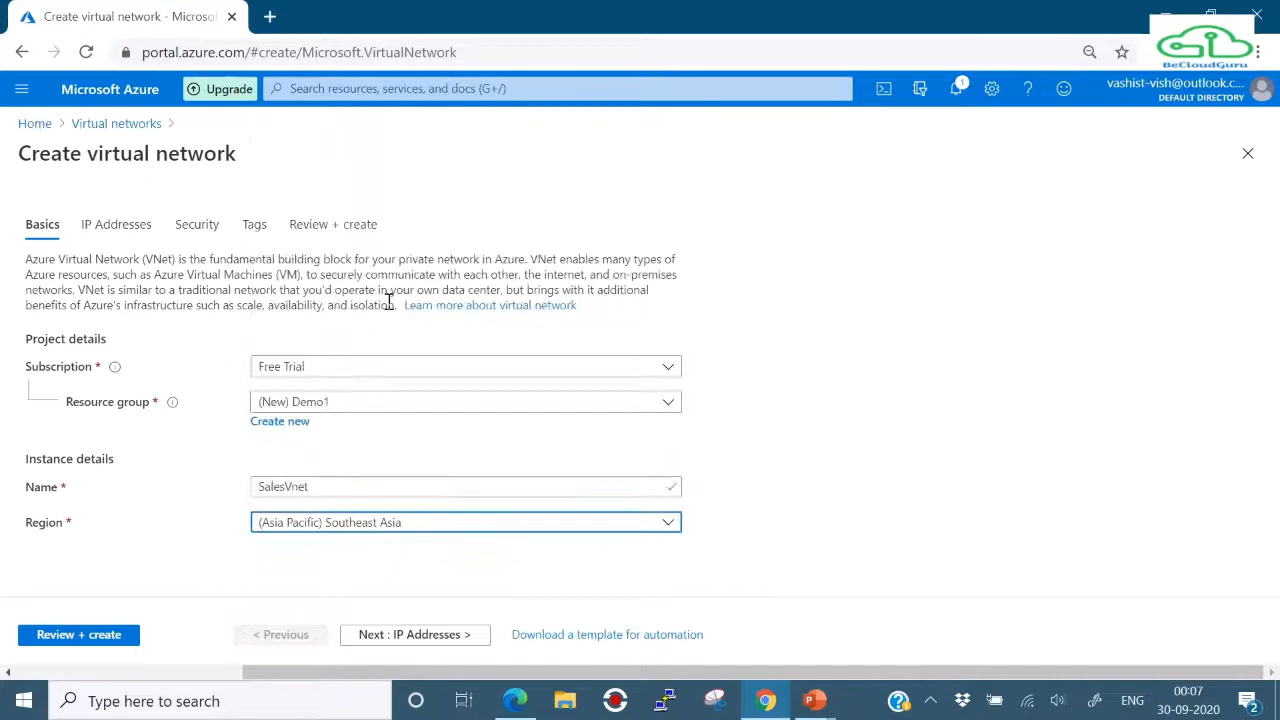 Create virtual network - Microsof
portal.azure.com/#create/Microsoft.VirtualNetwork
BeCloudGuru
Microsoft Azure
Upgrade
Search resources, services, and docs (G+/)
1
vashist-vish@outlook.c...
DEFAULT DIRECTORY
Home > Virtual networks >
Create virtual network
Basics IP Addresses Security Tags Review + create
Azure Virtual Network (VNet) is the fundamental building block for your private network in Azure. VNet enables many types of
Azure resources, such as Azure Virtual Machines (VM), to securely communicate with each other, the internet, and on-premises
networks. VNet is similar to a traditional network that you'd operate in your own data center, but brings with it additional
benefits of Azure's infrastructure such as scale, availability, and isolation. Learn more about virtual network
Project details
Subscription * Free Trial
Resource group * (New) Demo1
Create new
Instance details
Name * SalesVnet
Region * (Asia Pacific) Southeast Asia
Review + create < Previous Next : IP Addresses > Download a template for automation
Type here to search
ENG
00:07
30-09-2020
2